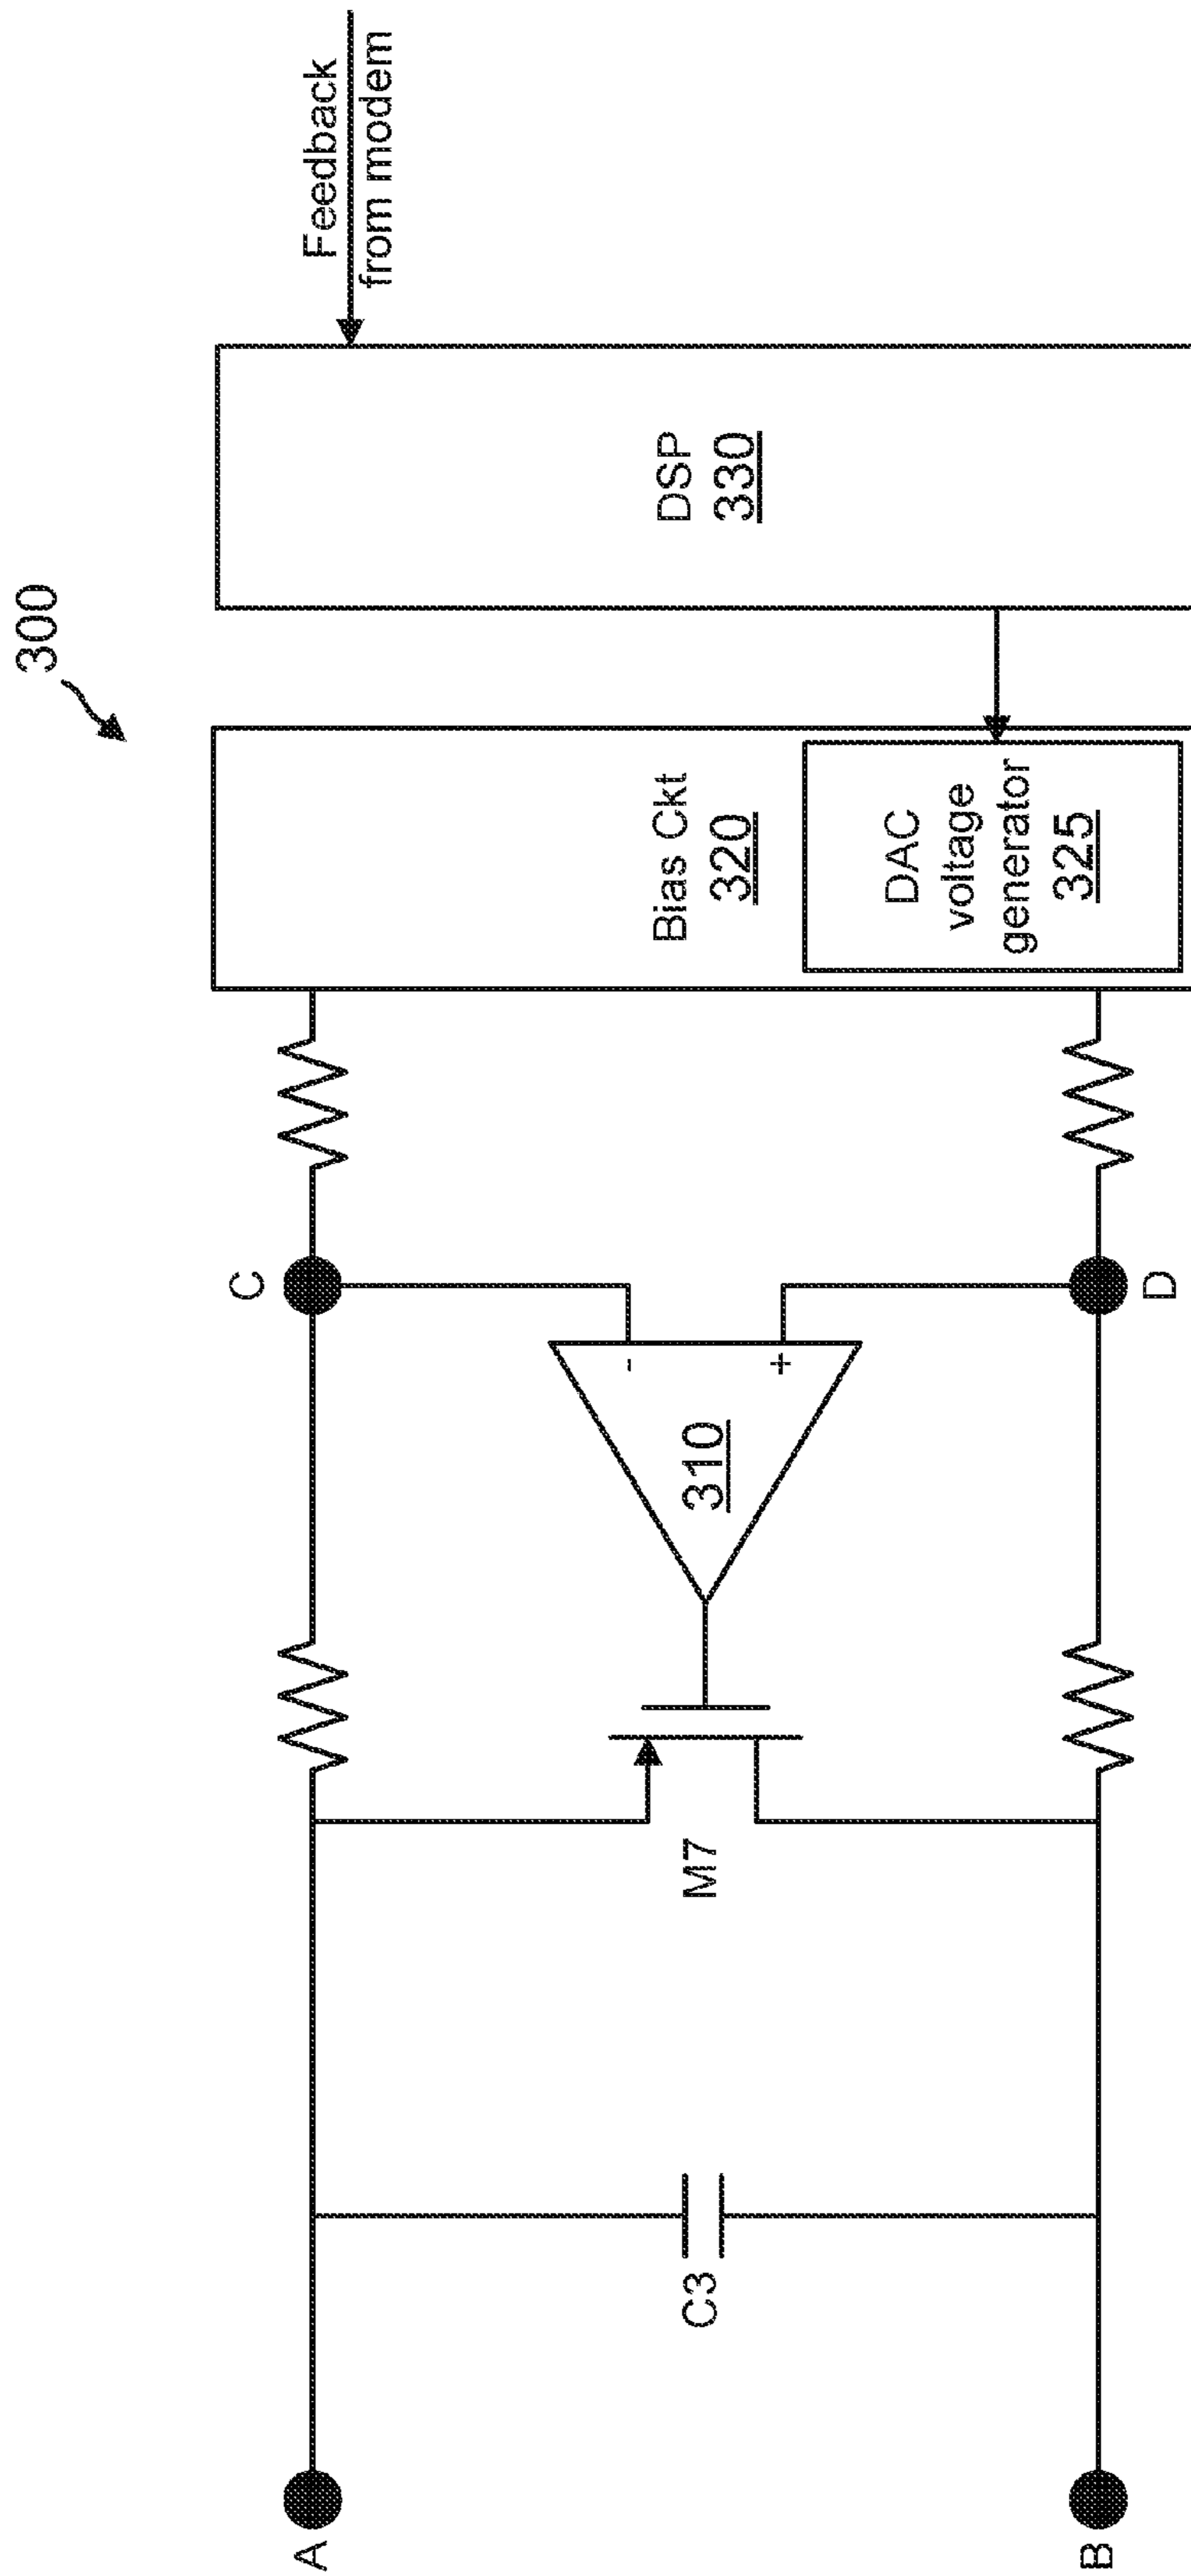 300
Feedback
from modem
DSP
330
Bias Ckt
320
DAC
voltage
generator
325
C
D
-
+
310
M7
C3
A
B